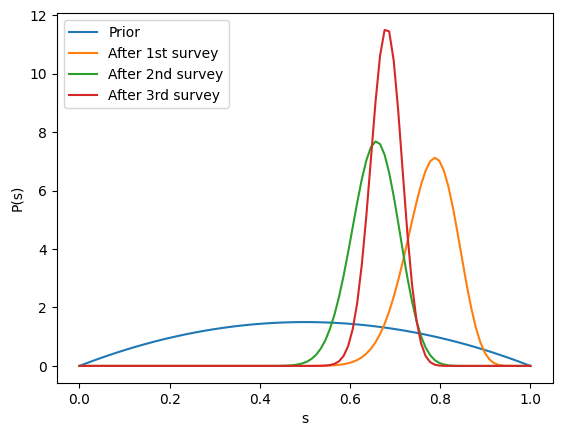 Prior
After 1st survey
After 2nd survey
After 3rd survey
P(s)
12
10
8
6
4
2
0
0.0 0.2 0.4 0.6 0.8 1.0
s